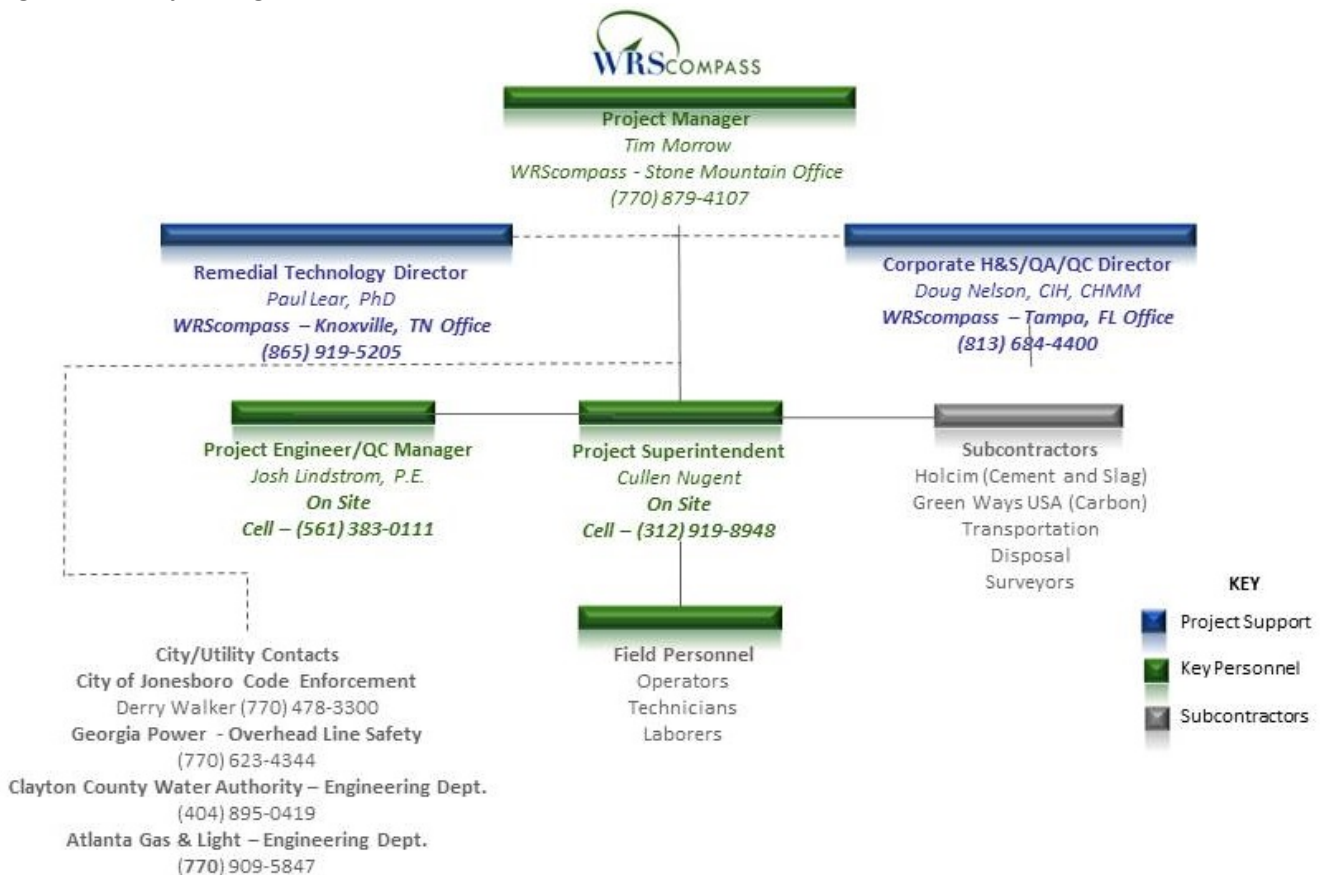 WRScompass
Project Manager
Tim Morrow
WRScompass - Stone Mountain Office
(770) 879-4107
Remedial Technology Director
Paul Lear, PhD
WRScompass – Knoxville, TN Office
(865) 919-5205
Corporate H&S/QA/QC Director
Doug Nelson, CIH, CHMM
WRScompass – Tampa, FL Office
(813) 684-4400
Project Engineer/QC Manager
Josh Lindstrom, P.E.
On Site
Cell – (561) 383-0111
Project Superintendent
Cullen Nugent
On Site
Cell – (312) 919-8948
Subcontractors
Holcim (Cement and Slag)
Green Ways USA (Carbon)
Transportation
Disposal
Surveyors
KEY
Project Support
Key Personnel
Subcontractors
City/Utility Contacts
City of Jonesboro Code Enforcement
Derry Walker (770) 478-3300
Georgia Power - Overhead Line Safety
(770) 623-4344
Clayton County Water Authority – Engineering Dept.
(404) 895-0419
Atlanta Gas & Light – Engineering Dept.
(770) 909-5847
Field Personnel
Operators
Technicians
Laborers